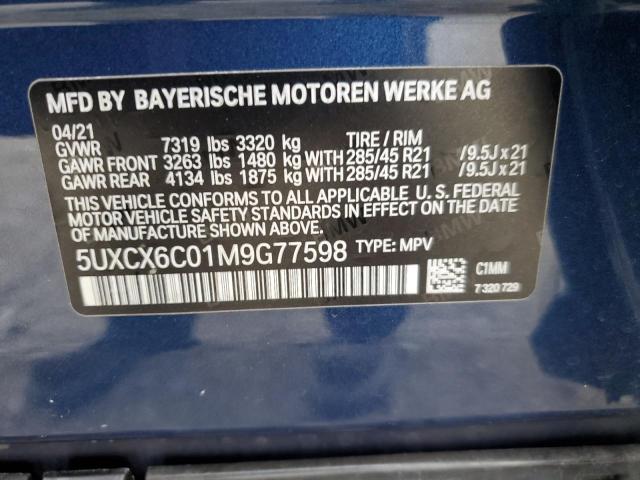 MFD BY BAYERISCHE MOTOREN WERKE AG
04/21
GVWR 7319 lbs 3320 kg TIRE / RIM
GAWR FRONT 3263 lbs 1480 kg WITH 285/45 R21 /9.5J x 21
GAWR REAR 4134 lbs 1875 kg WITH 285/45 R21 /9.5J x 21
THIS VEHICLE CONFORMS TO ALL APPLICABLE U. S. FEDERAL
MOTOR VEHICLE SAFETY STANDARDS IN EFFECT ON THE DATE
OF MANUFACTURE SHOWN ABOVE.
5UXCX6C01M9G77598 TYPE: MPV
C1MM
7 320 729